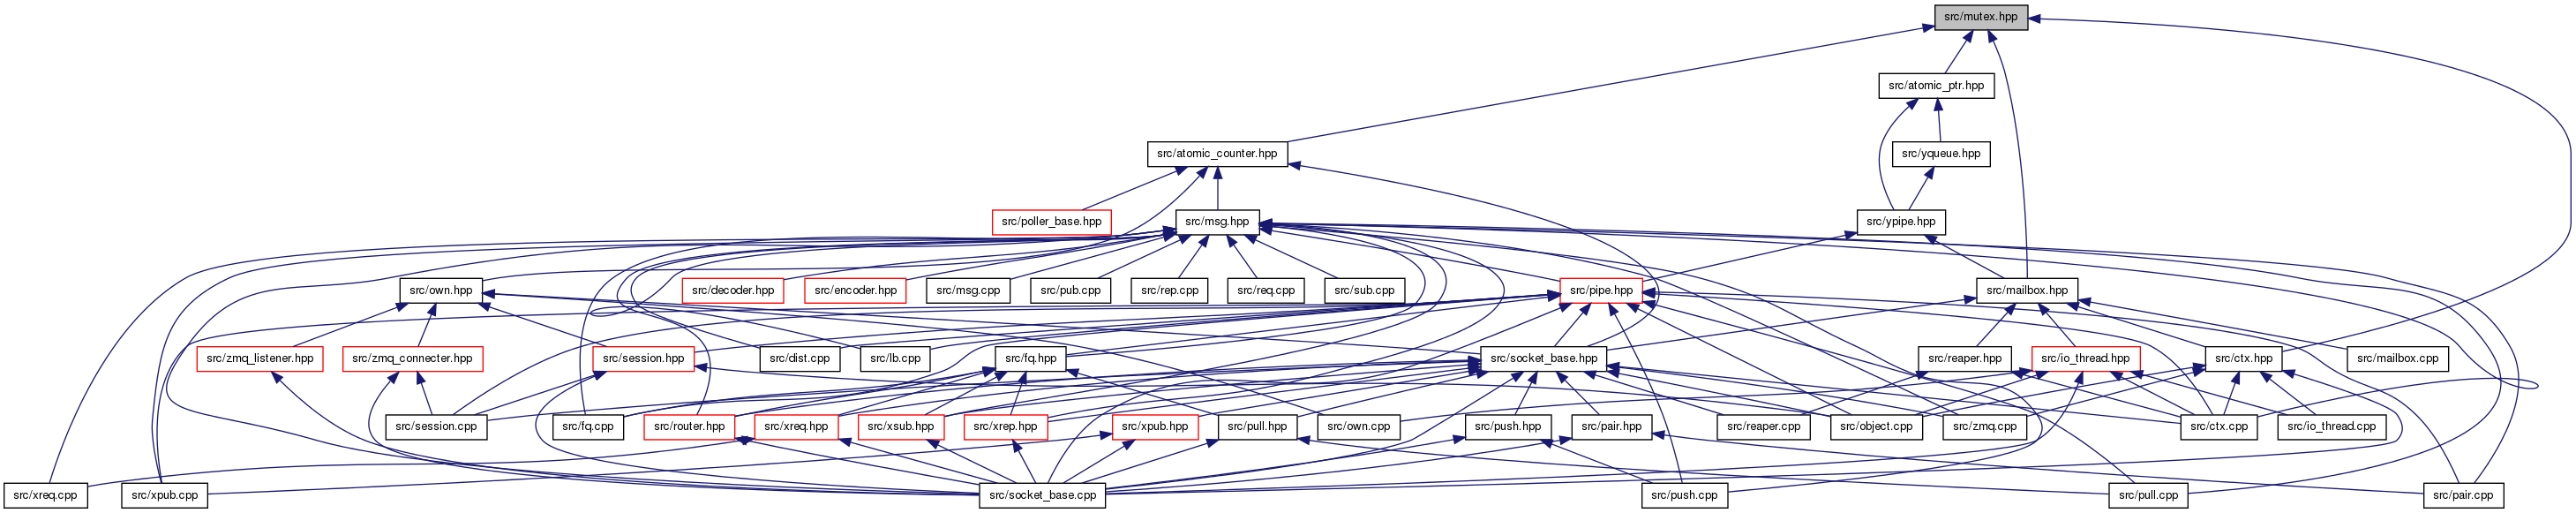 src/mutex.hpp
src/atomic_ptr.hpp
src/atomic_counter.hpp
src/yqueue.hpp
src/poller_base.hpp
src/msg.hpp
src/ypipe.hpp
src/own.hpp
src/decoder.hpp
src/encoder.hpp
src/msg.cpp
src/pub.cpp
src/rep.cpp
src/req.cpp
src/sub.cpp
src/pipe.hpp
src/mailbox.hpp
src/zmq_listener.hpp
src/zmq_connecter.hpp
src/session.hpp
src/dist.cpp
src/lb.cpp
src/fq.hpp
src/socket_base.hpp
src/reaper.hpp
src/io_thread.hpp
src/ctx.hpp
src/mailbox.cpp
src/session.cpp
src/fq.cpp
src/router.hpp
src/xreq.hpp
src/xsub.hpp
src/xrep.hpp
src/xpub.hpp
src/pull.hpp
src/own.cpp
src/push.hpp
src/pair.hpp
src/reaper.cpp
src/object.cpp
src/zmq.cpp
src/ctx.cpp
src/io_thread.cpp
src/xreq.cpp
src/xpub.cpp
src/socket_base.cpp
src/push.cpp
src/pull.cpp
src/pair.cpp